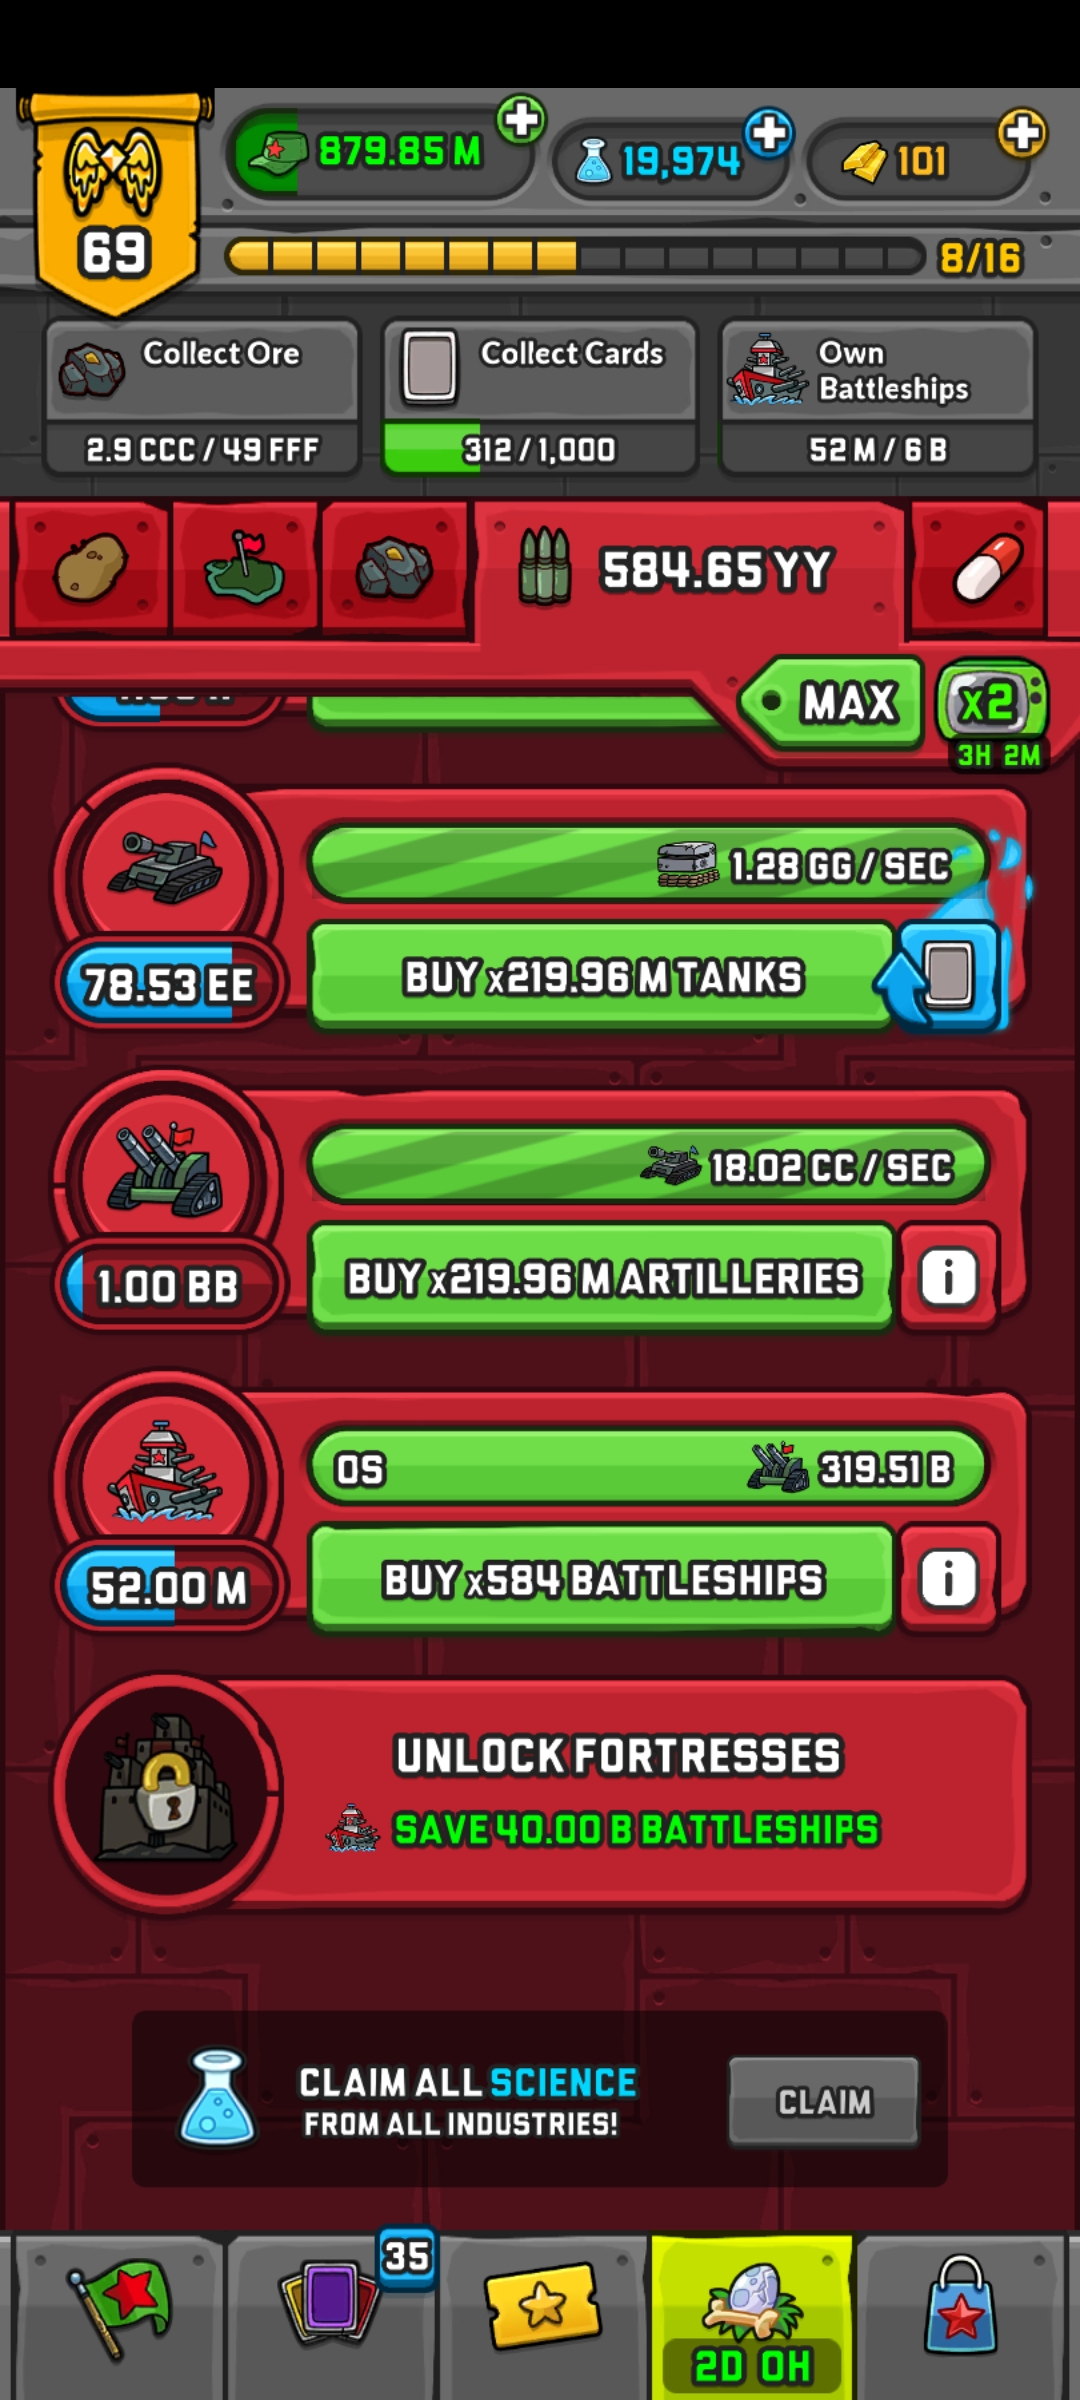 69
879.85 M
19,974
101
8/16
Collect Ore
2.9 CCC / 49 FFF
Collect Cards
312 / 1,000
Own
Battleships
52 M / 6 B
584.65 YY
MAX
x2
3H 2M
1.28 GG / SEC
78.53 EE
BUY x219.96 M TANKS
18.02 CC / SEC
1.00 BB
BUY x219.96 M ARTILLERIES
i
0S
319.51 B
52.00 M
BUY x584 BATTLESHIPS
i
UNLOCK FORTRESSES
SAVE 40.00 B BATTLESHIPS
CLAIM ALL SCIENCE
FROM ALL INDUSTRIES!
CLAIM
35
2D 0H